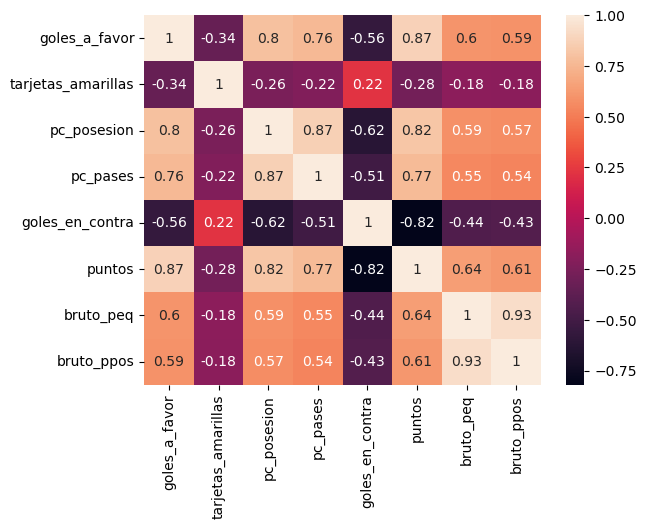 goles_a_favor 1 -0.34 0.8 0.76 -0.56 0.87 0.6 0.59
tarjetas_amarillas -0.34 1 -0.26 -0.22 0.22 -0.28 -0.18 -0.18
pc_posesion 0.8 -0.26 1 0.87 -0.62 0.82 0.59 0.57
pc_pases 0.76 -0.22 0.87 1 -0.51 0.77 0.55 0.54
goles_en_contra -0.56 0.22 -0.62 -0.51 1 -0.82 -0.44 -0.43
puntos 0.87 -0.28 0.82 0.77 -0.82 1 0.64 0.61
bruto_peq 0.6 -0.18 0.59 0.55 -0.44 0.64 1 0.93
bruto_ppos 0.59 -0.18 0.57 0.54 -0.43 0.61 0.93 1
goles_a_favor
tarjetas_amarillas
pc_posesion
pc_pases
goles_en_contra
puntos
bruto_peq
bruto_ppos
1.00
0.75
0.50
0.25
0.00
−0.25
−0.50
−0.75